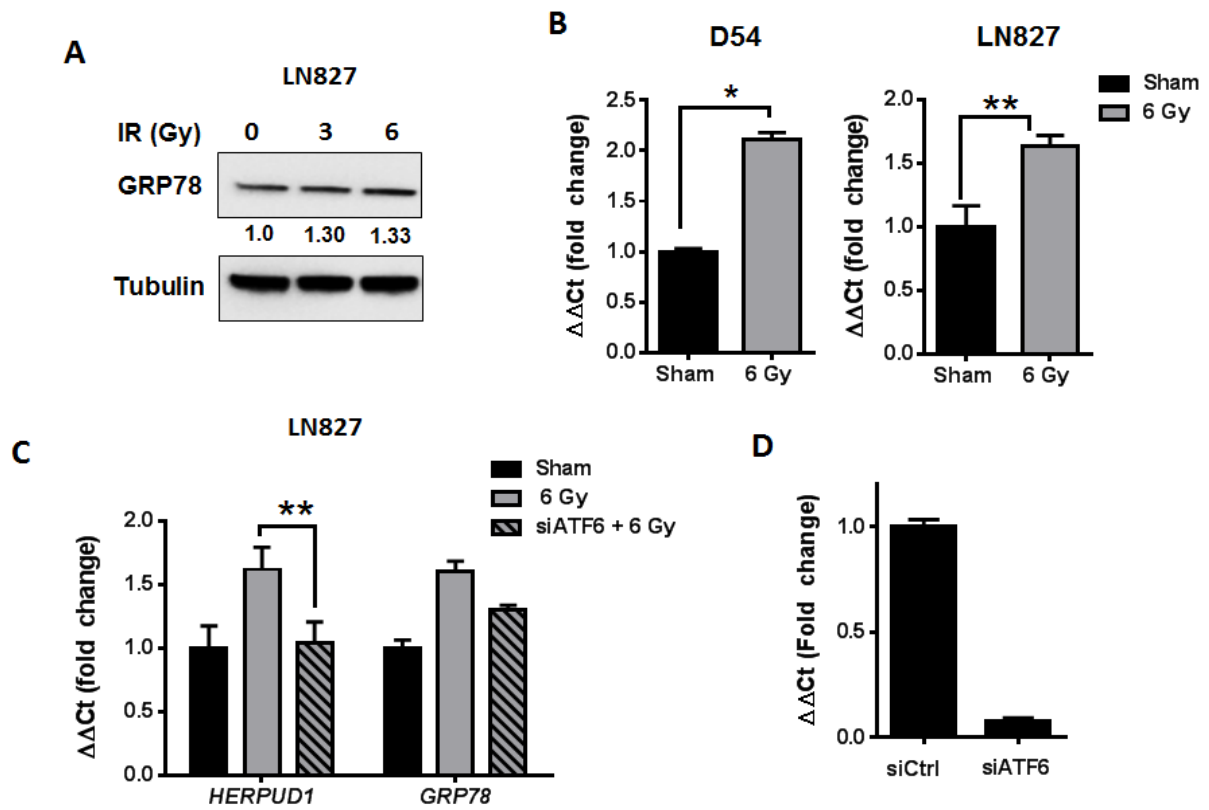 A
LN827
IR (Gy) 0 3 6
GRP78
1.0 1.30 1.33
Tubulin
B
D54
ΔΔCt (fold change)
2.5
2.0
1.5
1.0
0.5
0.0
*
Sham 6 Gy
LN827
ΔΔCt (fold change)
2.0
1.5
1.0
0.5
0.0
**
Sham 6 Gy
Sham
6 Gy
C
LN827
ΔΔCt (fold change)
2.0
1.5
1.0
0.5
0.0
**
HERPUD1 GRP78
Sham
6 Gy
siATF6 + 6 Gy
D
ΔΔCt (Fold change)
1.0
0.5
0.0
siCtrl siATF6